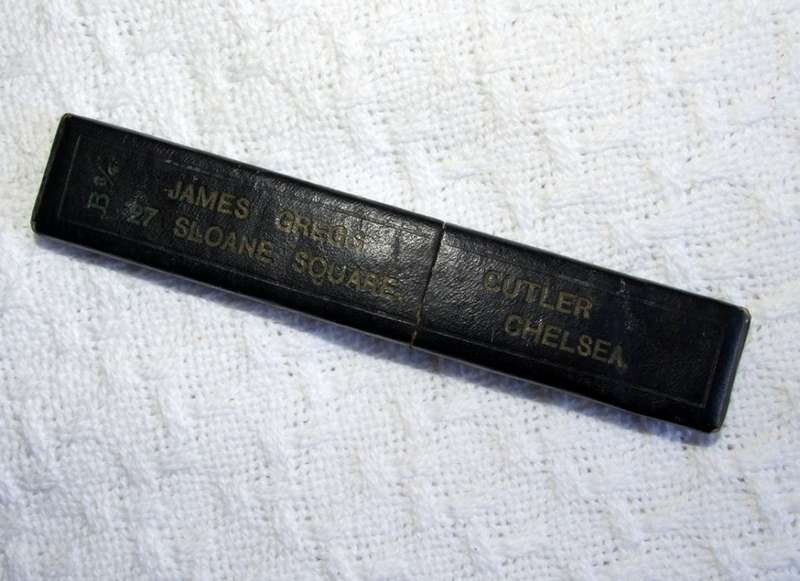 JAMES GREGG CUTLER
27 SLOANE SQUARE CHELSEA